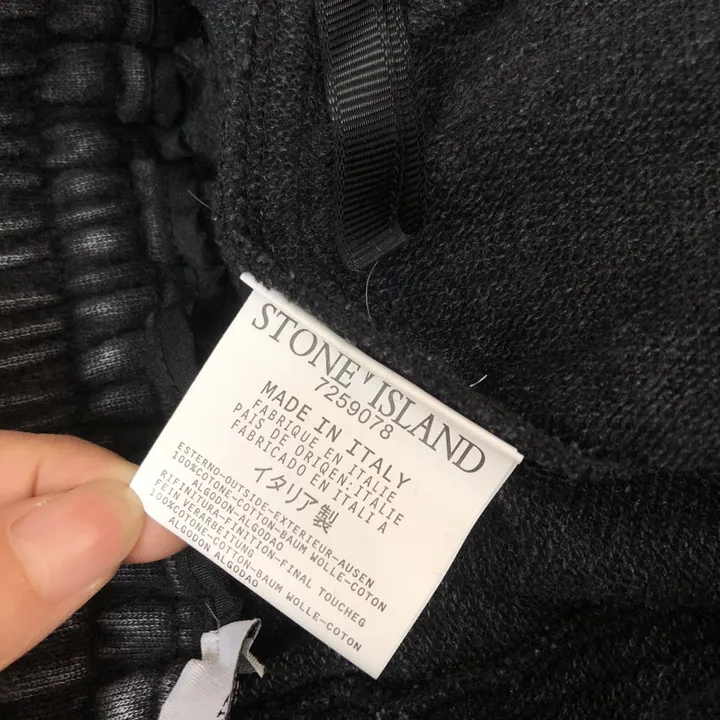 STONE ISLAND
7259078
MADE IN ITALY
FABRIQUE EN ITALIE
PAIS DE ORIQEN:ITALIE
FABRICADO EN ITALI A
イタリア製
ESTERNO-OUTSIDE-EXTERIEUR-AUSEN
100%COTONE-COTTON-BAUM WOLLE-COTON
ALGODON-ALGODAO
RIFINITURA-FINITION-FINAL TOUCHEG
FEIN VERARBEITUNG
100%COTONE-COTTON-BAUM WOLLE-COTON
ALGODON ALGODAO